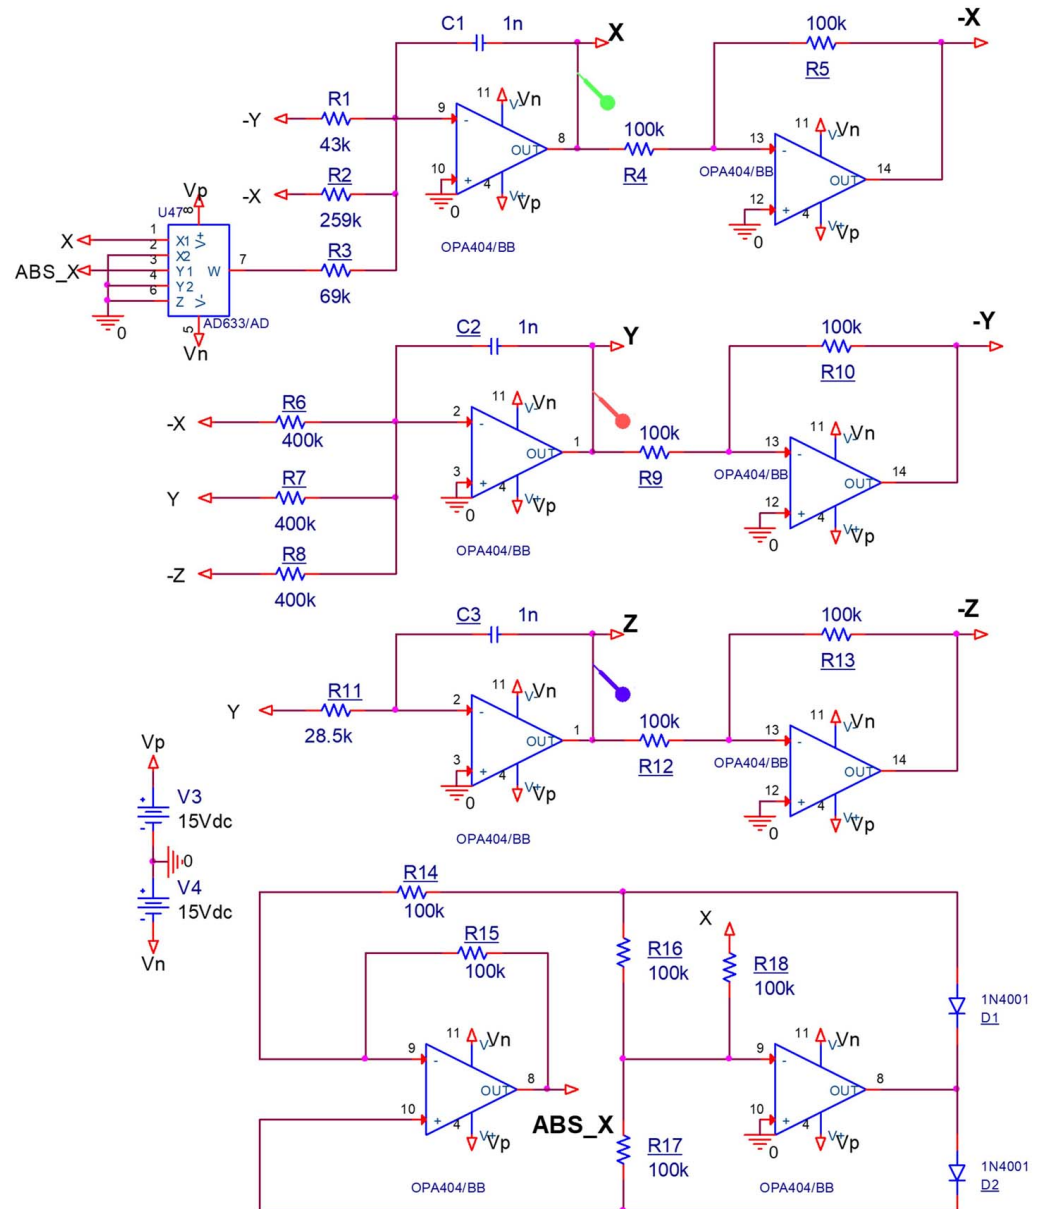 C1 1n X
100k -X
R5
-Y R1
43k
9 - 11 V- Vn
OUT 8
10 + 4 V+ Vp
0
OPA404/BB
100k
R4
13 - 11 V- Vn
OPA404/BB
OUT 14
12 + 4 V+ Vp
0
-X R2
259k
Vp
U47 8
X 1 X1 V+
2 X2
ABS_X 3 Y1 W 7
4 Y2
6 Z V-
0
5 AD633/AD
Vn
R3
69k
C2 1n Y
100k -Y
R10
-X R6
400k
Y R7
400k
-Z R8
400k
2 - 11 V- Vn
OUT 1
3 + 4 V+ Vp
0
OPA404/BB
100k
R9
13 - 11 V- Vn
OPA404/BB
OUT 14
12 + 4 V+ Vp
0
C3 1n Z
100k -Z
R13
Y R11
28.5k
2 - 11 V- Vn
OUT 1
3 + 4 V+ Vp
0
OPA404/BB
100k
R12
13 - 11 V- Vn
OPA404/BB
OUT 14
12 + 4 V+ Vp
0
Vp
+ V3
- 15Vdc
0
+ V4
- 15Vdc
Vn
R14
100k
R15
100k
9 - 11 V- Vn
OUT 8
10 + 4 V+ Vp
ABS_X
OPA404/BB
R16
100k
X
R18
100k
R17
100k
9 - 11 V- Vn
OUT 8
10 + 4 V+ Vp
0
OPA404/BB
1N4001
D1
1N4001
D2